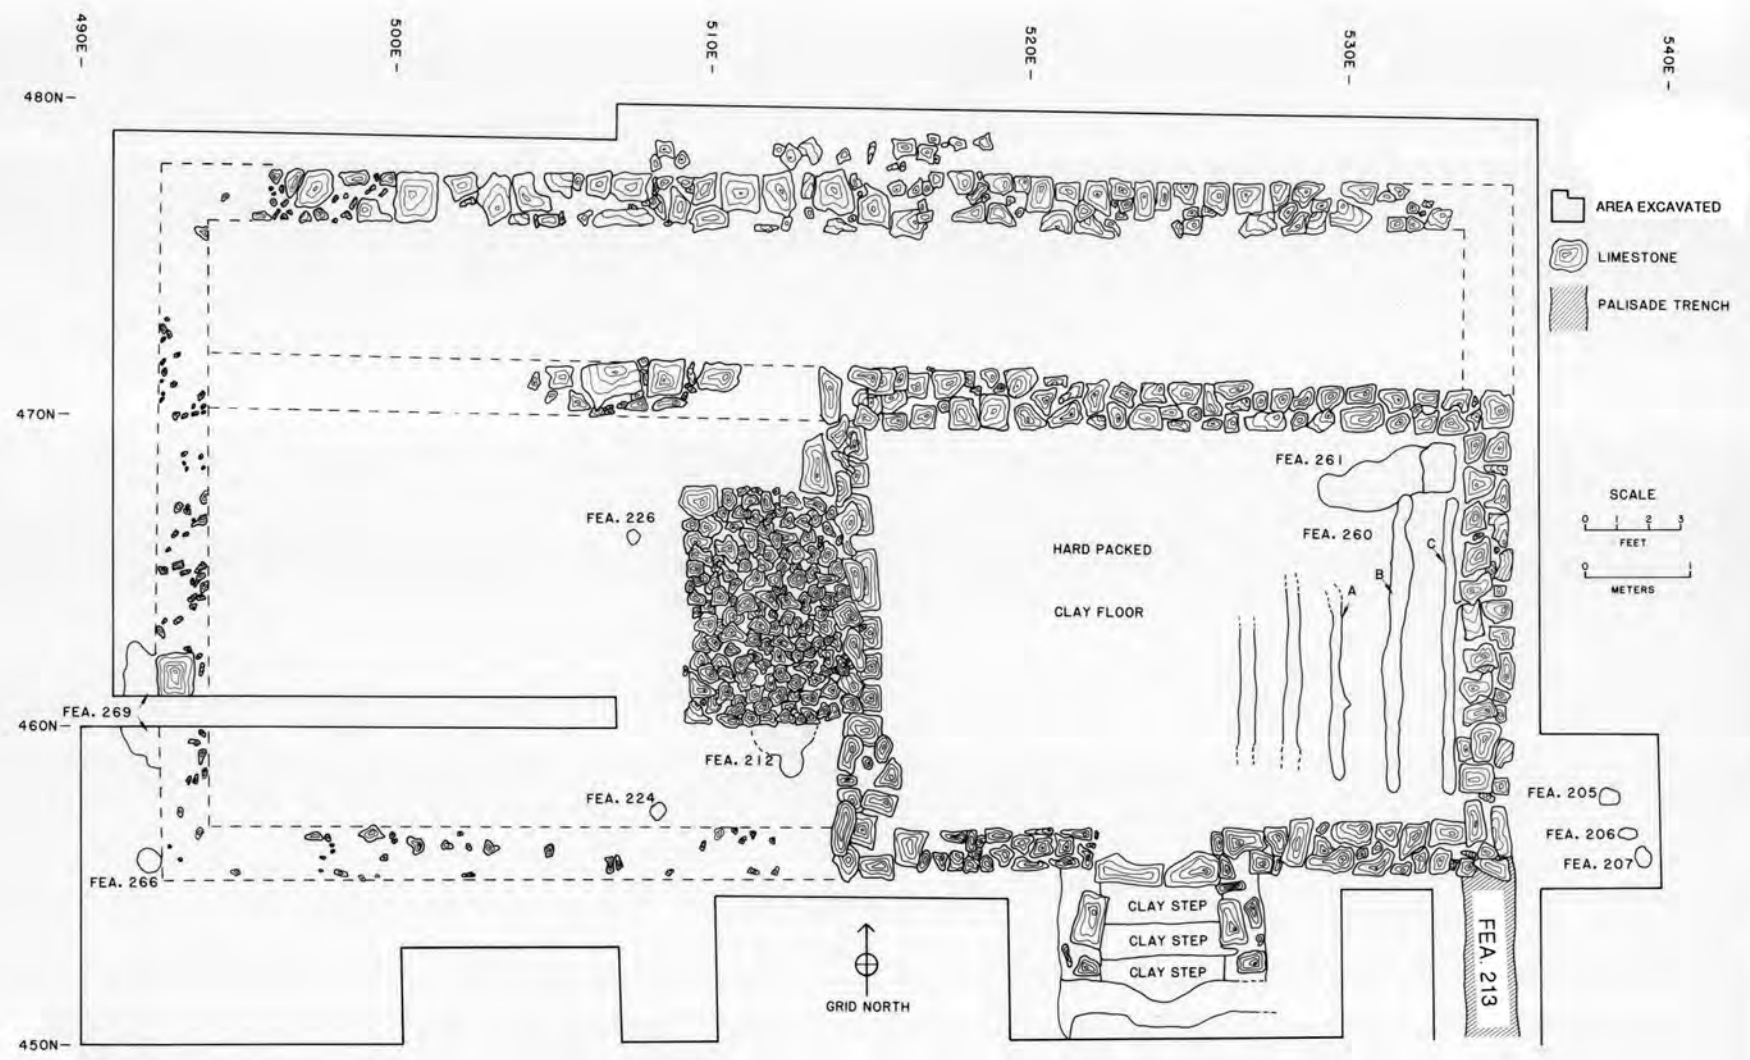 490E
500E
510E
520E
530E
540E
480N
470N
460N
450N
AREA EXCAVATED
LIMESTONE
PALISADE TRENCH
SCALE
0 1 2 3
FEET
0 1
METERS
FEA. 261
FEA. 260
FEA. 226
HARD PACKED
CLAY FLOOR
A
B
C
FEA. 269
FEA. 212
FEA. 224
FEA. 266
FEA. 205
FEA. 206
FEA. 207
CLAY STEP
CLAY STEP
CLAY STEP
FEA. 213
GRID NORTH